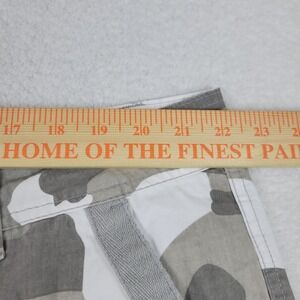 17 18 19 20 21 22 23
HOME OF THE FINEST PAI